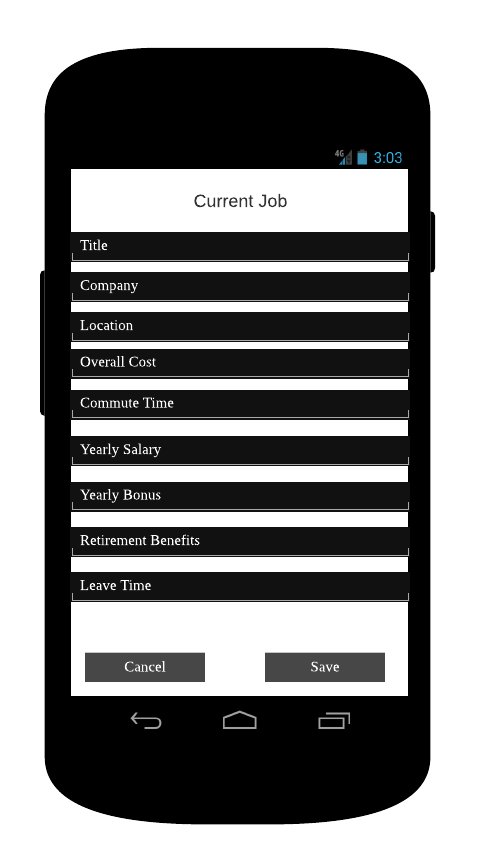 4G 3:03
Current Job
Title
Company
Location
Overall Cost
Commute Time
Yearly Salary
Yearly Bonus
Retirement Benefits
Leave Time
Cancel Save